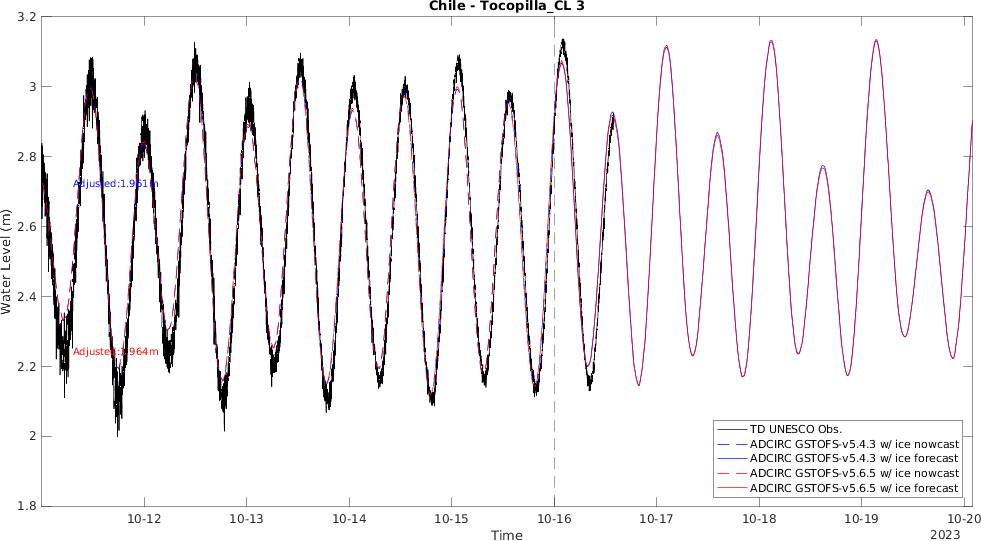 Chile - Tocopilla_CL 3
3.2
3
2.8
2.6
2.4
2.2
2
1.8
Water Level (m)
Adjusted:1.961m
Adjusted:1.964m
TD UNESCO Obs.
ADCIRC GSTOFS-v5.4.3 w/ ice nowcast
ADCIRC GSTOFS-v5.4.3 w/ ice forecast
ADCIRC GSTOFS-v5.6.5 w/ ice nowcast
ADCIRC GSTOFS-v5.6.5 w/ ice forecast
10-12 10-13 10-14 10-15 10-16 10-17 10-18 10-19 10-20
Time
2023